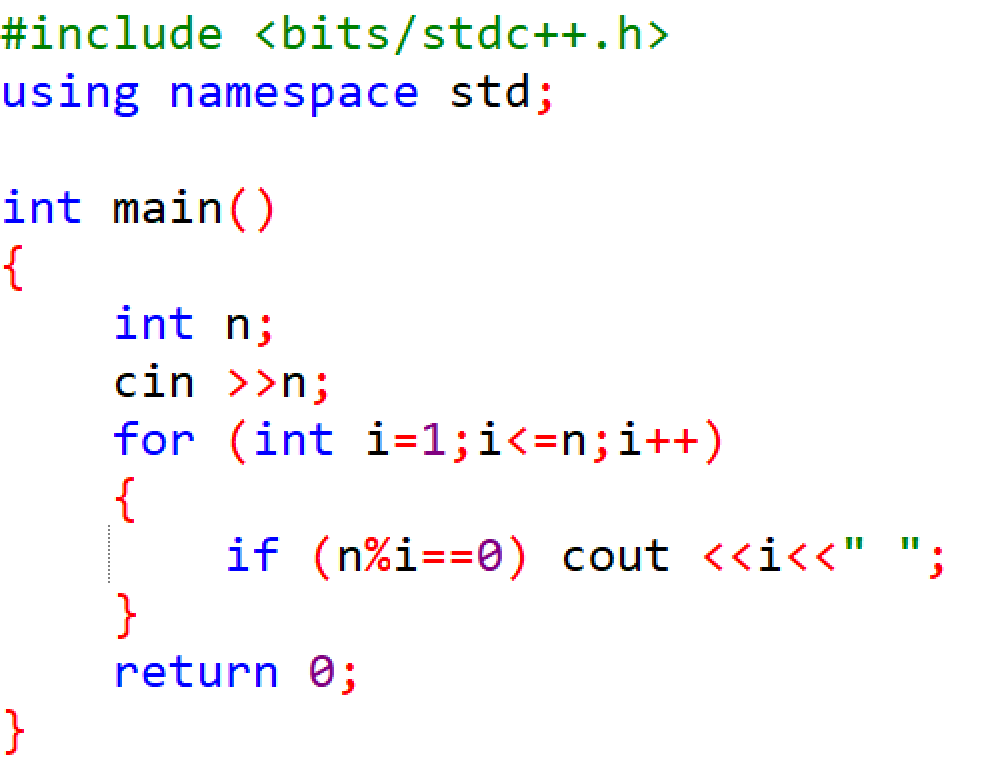 #include <bits/stdc++.h>
using namespace std;
int main()
{
int n;
cin >>n;
for (int i=1;i<=n;i++)
{
if (n%i==0) cout <<i<<" ";
}
return 0;
}